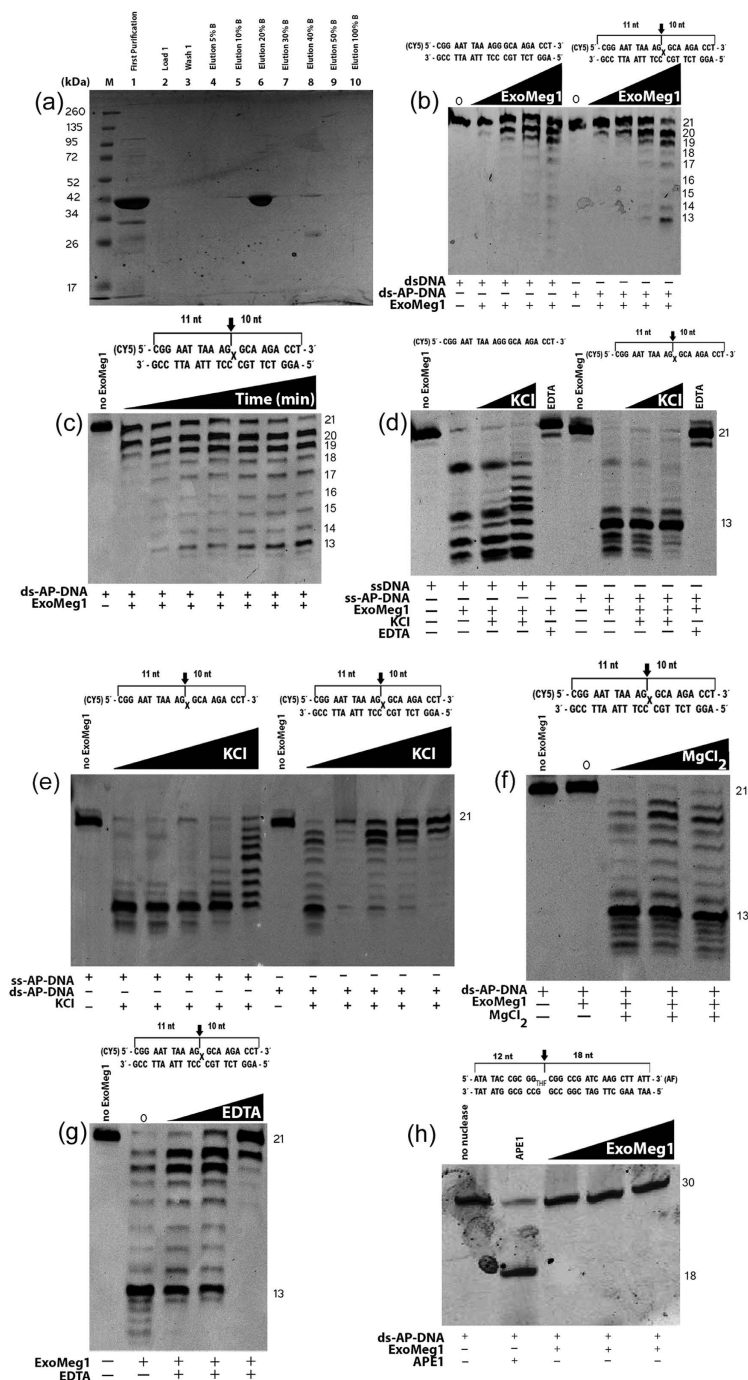 (a)
(kDa) M 1 2 3 4 5 6 7 8 9 10
First Purification
Load 1
Wash 1
Elution 5% B
Elution 10% B
Elution 20% B
Elution 30% B
Elution 40% B
Elution 50% B
Elution 100% B
260
135
95
72
52
42
34
26
17
(b)
(CY5) 5´- CGG AAT TAA AGG GCA AGA CCT -3´
3´- GCC TTA ATT TCC CGT TCT GGA -5´
11 nt 10 nt
(CY5) 5´- CGG AAT TAA AG X GCA AGA CCT -3´
3´- GCC TTA ATT TCC CGT TCT GGA -5´
O ExoMeg1 O ExoMeg1
21
20
19
18
17
16
15
14
13
dsDNA + + + + + − − − − −
ds-AP-DNA − − − − − + + + + +
ExoMeg1 − + + + + − + + + +
(c)
11 nt 10 nt
(CY5) 5´- CGG AAT TAA AG X GCA AGA CCT -3´
3´- GCC TTA ATT TCC CGT TCT GGA -5´
no ExoMeg1
Time (min)
21
20
19
18
17
16
15
14
13
ds-AP-DNA + + + + + + + +
ExoMeg1 − + + + + + + +
(d)
(CY5) 5´- CGG AAT TAA AGG GCA AGA CCT -3´
11 nt 10 nt
(CY5) 5´- CGG AAT TAA AG X GCA AGA CCT -3´
no ExoMeg1 KCl EDTA no ExoMeg1 KCl EDTA
21
13
ssDNA + + + + + − − − − −
ss-AP-DNA − − − − − + + + + +
ExoMeg1 − + + + + − + + + +
KCl − − + + − − − + + −
EDTA − − − − + − − − − +
(e)
11 nt 10 nt
(CY5) 5´- CGG AAT TAA AG X GCA AGA CCT -3´
11 nt 10 nt
(CY5) 5´- CGG AAT TAA AG X GCA AGA CCT -3´
3´- GCC TTA ATT TCC CGT TCT GGA -5´
no ExoMeg1 KCl no ExoMeg1 KCl
21
13
ss-AP-DNA + + + + + + − − − − − −
ds-AP-DNA − − − − − − + + + + + +
KCl − + + + + + − + + + + +
(f)
11 nt 10 nt
(CY5) 5´- CGG AAT TAA AG X GCA AGA CCT -3´
3´- GCC TTA ATT TCC CGT TCT GGA -5´
no ExoMeg1 O MgCl2
21
13
ds-AP-DNA + + + + +
ExoMeg1 − + + + +
MgCl2 − − + + +
(g)
11 nt 10 nt
(CY5) 5´- CGG AAT TAA AG X GCA AGA CCT -3´
3´- GCC TTA ATT TCC CGT TCT GGA -5´
no ExoMeg1 O EDTA
21
13
ExoMeg1 − + + + +
EDTA − − + + +
(h)
12 nt 18 nt
5´- ATA TAC CGC GG THF CGG CCG ATC AAG CTT ATT -3´ (AF)
3´- TAT ATG GCG CCG GCC GGC TAG TTC GAA TAA -5´
no nuclease APE1 ExoMeg1
30
18
ds-AP-DNA + + + + +
ExoMeg1 − − + + +
APE1 − + − − −